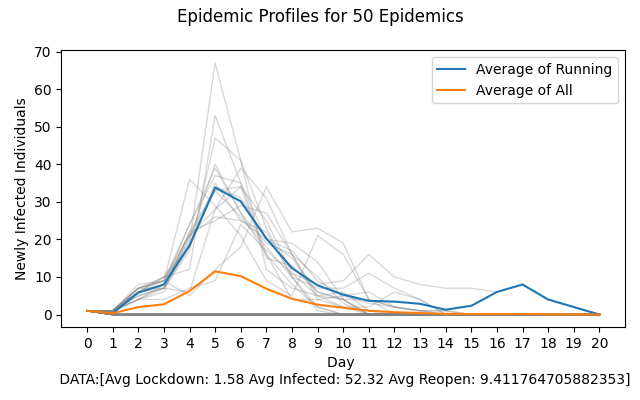 Epidemic Profiles for 50 Epidemics
70
60
50
40
30
20
10
0
Newly Infected Individuals
Average of Running
Average of All
0 1 2 3 4 5 6 7 8 9 10 11 12 13 14 15 16 17 18 19 20
Day
DATA:[Avg Lockdown: 1.58 Avg Infected: 52.32 Avg Reopen: 9.411764705882353]